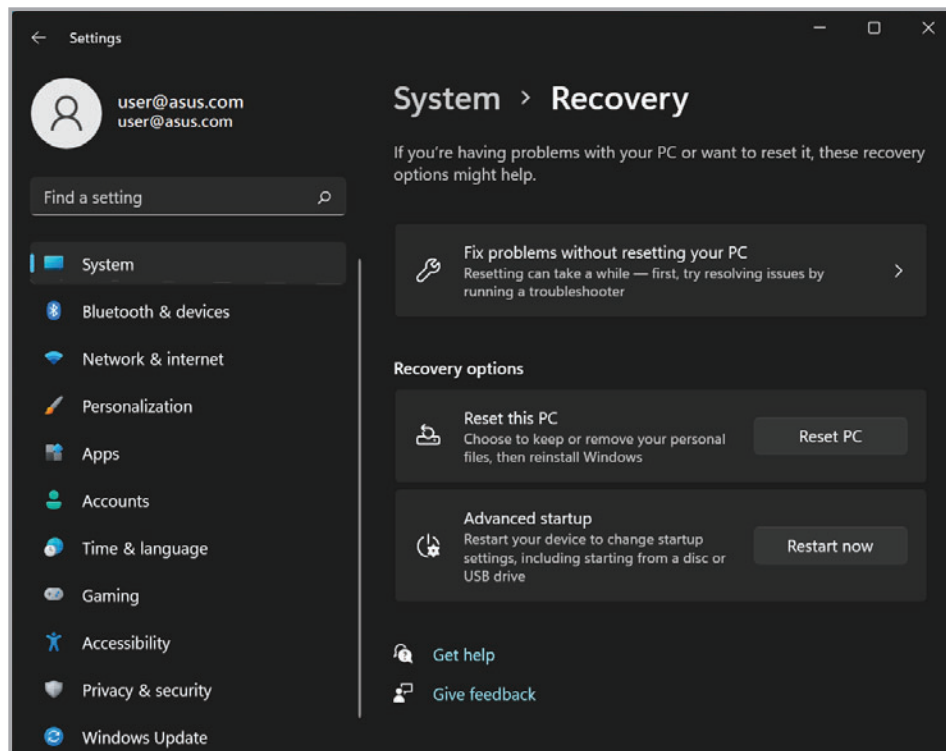 Settings
user@asus.com
user@asus.com
Find a setting
System
Bluetooth & devices
Network & internet
Personalization
Apps
Accounts
Time & language
Gaming
Accessibility
Privacy & security
Windows Update
System > Recovery
If you're having problems with your PC or want to reset it, these recovery
options might help.
Fix problems without resetting your PC
Resetting can take a while — first, try resolving issues by
running a troubleshooter
Recovery options
Reset this PC
Choose to keep or remove your personal
files, then reinstall Windows
Reset PC
Advanced startup
Restart your device to change startup
settings, including starting from a disc or
USB drive
Restart now
Get help
Give feedback